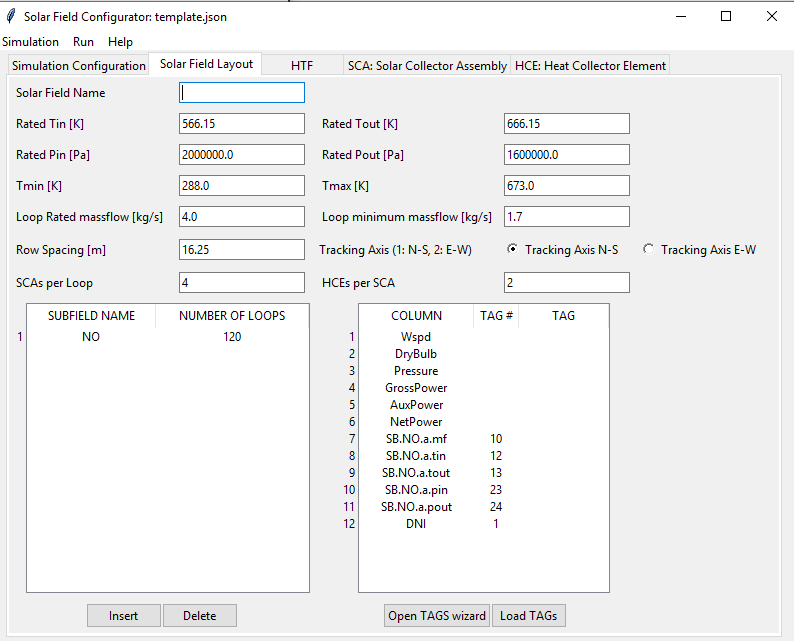 Solar Field Configurator: template.json
Simulation Run Help
Simulation Configuration Solar Field Layout HTF SCA: Solar Collector Assembly HCE: Heat Collector Element
Solar Field Name
Rated Tin [K] 566.15 Rated Tout [K] 666.15
Rated Pin [Pa] 2000000.0 Rated Pout [Pa] 1600000.0
Tmin [K] 288.0 Tmax [K] 673.0
Loop Rated massflow [kg/s] 4.0 Loop minimum massflow [kg/s] 1.7
Row Spacing [m] 16.25 Tracking Axis (1: N-S, 2: E-W) Tracking Axis N-S Tracking Axis E-W
SCAs per Loop 4 HCEs per SCA 2
SUBFIELD NAME NUMBER OF LOOPS
1 NO 120
COLUMN TAG # TAG
1 Wspd
2 DryBulb
3 Pressure
4 GrossPower
5 AuxPower
6 NetPower
7 SB.NO.a.mf 10
8 SB.NO.a.tin 12
9 SB.NO.a.tout 13
10 SB.NO.a.pin 23
11 SB.NO.a.pout 24
12 DNI 1
Insert Delete Open TAGS wizard Load TAGs